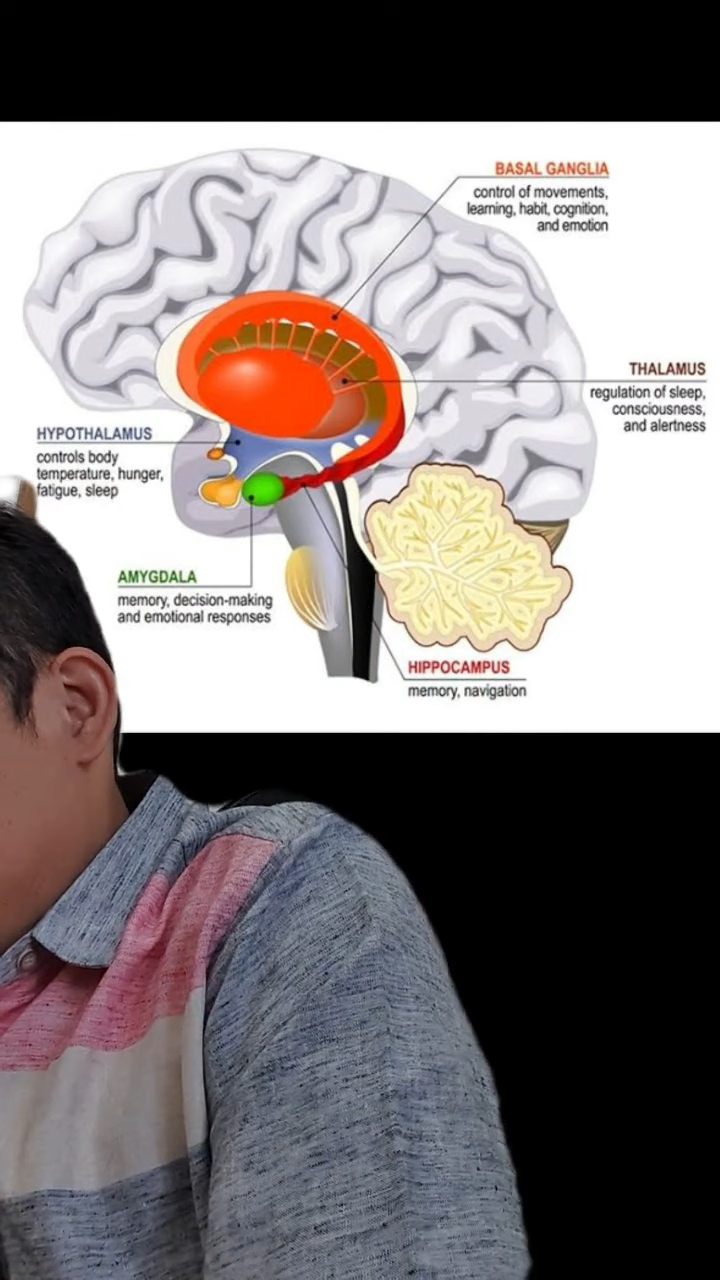 BASAL GANGLIA
control of movements,
learning, habit, cognition,
and emotion
THALAMUS
regulation of sleep,
consciousness,
and alertness
HYPOTHALAMUS
controls body
temperature, hunger,
fatigue, sleep
AMYGDALA
memory, decision-making
and emotional responses
HIPPOCAMPUS
memory, navigation